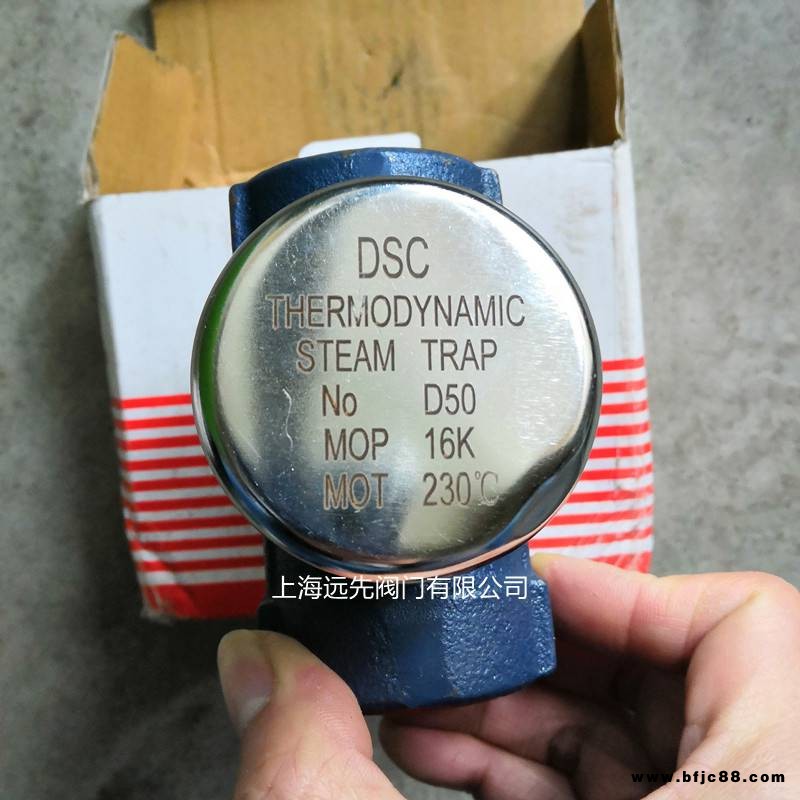 DSC
THERMODYNAMIC
STEAM TRAP
No D50
MOP 16K
MOT 230℃
上海远先阀门有限公司
www.bfjc88.com